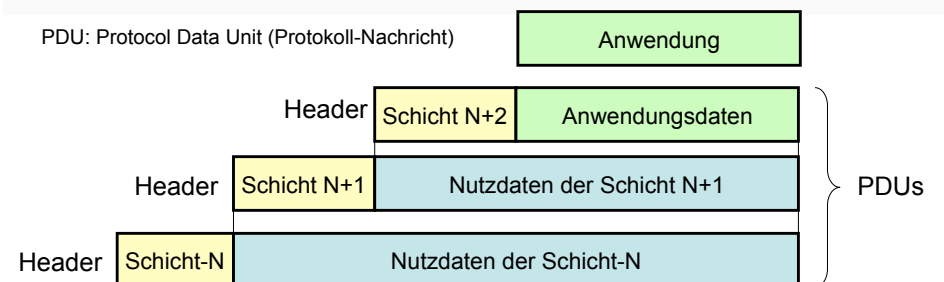 PDU: Protocol Data Unit (Protokoll-Nachricht) Anwendung
Header Schicht N+2 Anwendungsdaten
Header Schicht N+1 Nutzdaten der Schicht N+1 PDUs
Header Schicht-N Nutzdaten der Schicht-N